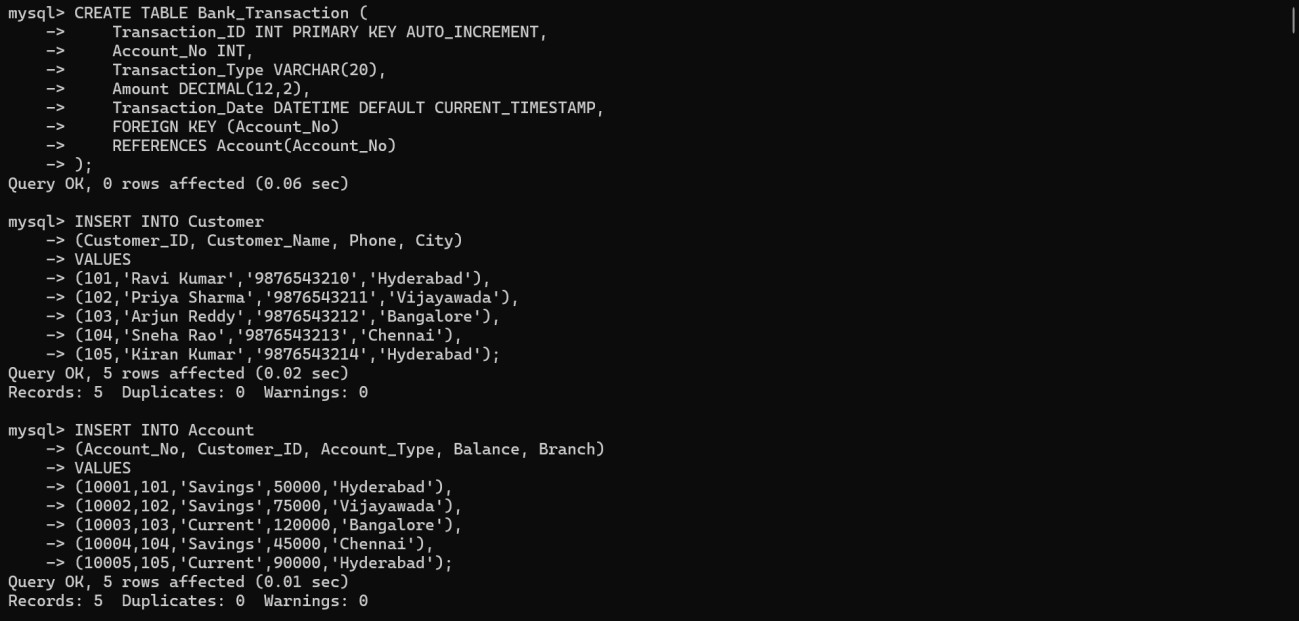 mysql> CREATE TABLE Bank_Transaction (
    ->     Transaction_ID INT PRIMARY KEY AUTO_INCREMENT,
    ->     Account_No INT,
    ->     Transaction_Type VARCHAR(20),
    ->     Amount DECIMAL(12,2),
    ->     Transaction_Date DATETIME DEFAULT CURRENT_TIMESTAMP,
    ->     FOREIGN KEY (Account_No)
    ->     REFERENCES Account(Account_No)
    -> );
Query OK, 0 rows affected (0.06 sec)

mysql> INSERT INTO Customer
    -> (Customer_ID, Customer_Name, Phone, City)
    -> VALUES
    -> (101,'Ravi Kumar','9876543210','Hyderabad'),
    -> (102,'Priya Sharma','9876543211','Vijayawada'),
    -> (103,'Arjun Reddy','9876543212','Bangalore'),
    -> (104,'Sneha Rao','9876543213','Chennai'),
    -> (105,'Kiran Kumar','9876543214','Hyderabad');
Query OK, 5 rows affected (0.02 sec)
Records: 5  Duplicates: 0  Warnings: 0

mysql> INSERT INTO Account
    -> (Account_No, Customer_ID, Account_Type, Balance, Branch)
    -> VALUES
    -> (10001,101,'Savings',50000,'Hyderabad'),
    -> (10002,102,'Savings',75000,'Vijayawada'),
    -> (10003,103,'Current',120000,'Bangalore'),
    -> (10004,104,'Savings',45000,'Chennai'),
    -> (10005,105,'Current',90000,'Hyderabad');
Query OK, 5 rows affected (0.01 sec)
Records: 5  Duplicates: 0  Warnings: 0